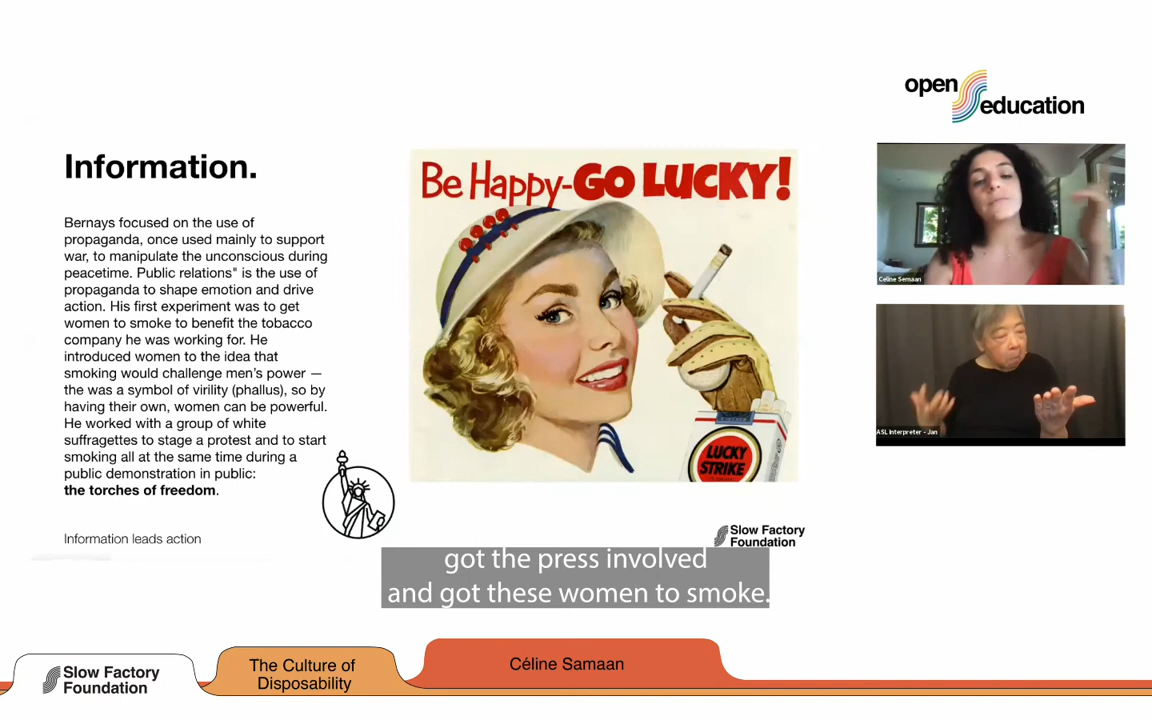 open
education
Information.
Bernays focused on the use of
propaganda, once used mainly to support
war, to manipulate the unconscious during
peacetime. Public relations" is the use of
propaganda to shape emotion and drive
action. His first experiment was to get
women to smoke to benefit the tobacco
company he was working for. He
introduced women to the idea that
smoking would challenge men's power —
the was a symbol of virility (phallus), so by
having their own, women can be powerful.
He worked with a group of white
suffragettes to stage a protest and to start
smoking all at the same time during a
public demonstration in public:
the torches of freedom.
Information leads action
Be Happy-GO LUCKY!
LUCKY
STRIKE
Celine Semaan
ASL Interpreter - Jan
Slow Factory
Foundation
got the press involved
and got these women to smoke.
Slow Factory
Foundation
The Culture of
Disposability
Céline Samaan